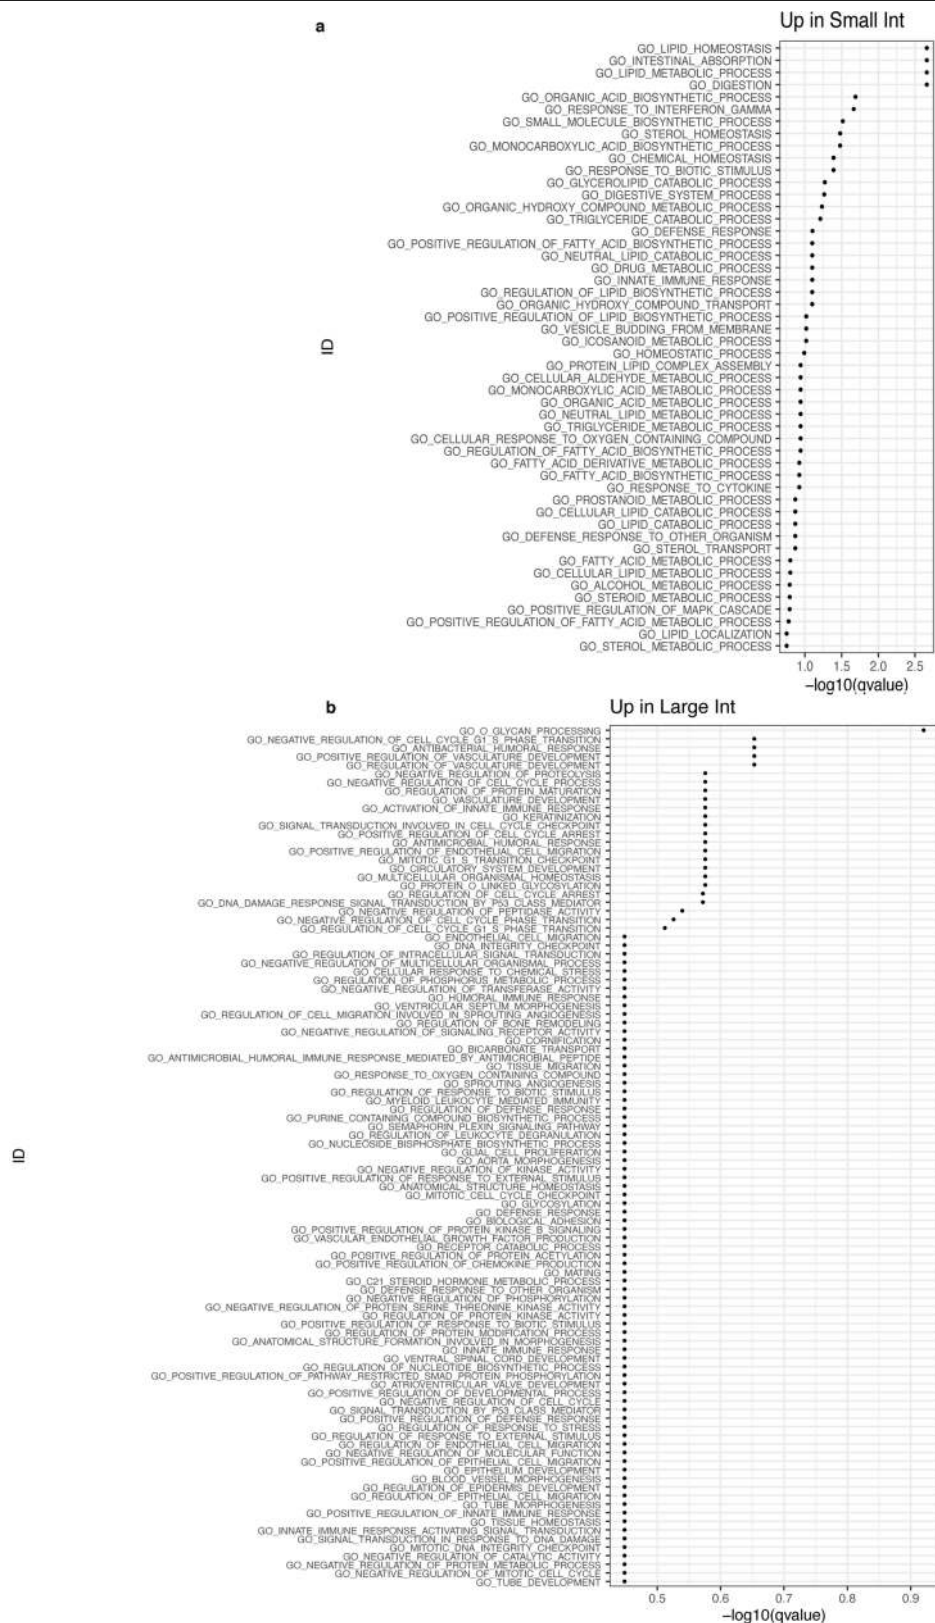 a
Up in Small Int
GO_LIPID_HOMEOSTASIS
GO_INTESTINAL_ABSORPTION
GO_LIPID_METABOLIC_PROCESS
GO_DIGESTION
GO_ORGANIC_ACID_BIOSYNTHETIC_PROCESS
GO_RESPONSE_TO_INTERFERON_GAMMA
GO_SMALL_MOLECULE_BIOSYNTHETIC_PROCESS
GO_STEROL_HOMEOSTASIS
GO_MONOCARBOXYLIC_ACID_BIOSYNTHETIC_PROCESS
GO_CHEMICAL_HOMEOSTASIS
GO_RESPONSE_TO_BIOTIC_STIMULUS
GO_GLYCEROLIPID_CATABOLIC_PROCESS
GO_DIGESTIVE_SYSTEM_PROCESS
GO_ORGANIC_HYDROXY_COMPOUND_METABOLIC_PROCESS
GO_TRIGLYCERIDE_CATABOLIC_PROCESS
GO_DEFENSE_RESPONSE
GO_POSITIVE_REGULATION_OF_FATTY_ACID_BIOSYNTHETIC_PROCESS
GO_NEUTRAL_LIPID_CATABOLIC_PROCESS
GO_DRUG_METABOLIC_PROCESS
GO_INNATE_IMMUNE_RESPONSE
GO_REGULATION_OF_LIPID_BIOSYNTHETIC_PROCESS
GO_ORGANIC_HYDROXY_COMPOUND_TRANSPORT
GO_POSITIVE_REGULATION_OF_LIPID_BIOSYNTHETIC_PROCESS
GO_VESICLE_BUDDING_FROM_MEMBRANE
GO_ICOSANOID_METABOLIC_PROCESS
GO_HOMEOSTATIC_PROCESS
GO_PROTEIN_LIPID_COMPLEX_ASSEMBLY
GO_CELLULAR_ALDEHYDE_METABOLIC_PROCESS
GO_MONOCARBOXYLIC_ACID_METABOLIC_PROCESS
GO_ORGANIC_ACID_METABOLIC_PROCESS
GO_NEUTRAL_LIPID_METABOLIC_PROCESS
GO_TRIGLYCERIDE_METABOLIC_PROCESS
GO_CELLULAR_RESPONSE_TO_OXYGEN_CONTAINING_COMPOUND
GO_REGULATION_OF_FATTY_ACID_BIOSYNTHETIC_PROCESS
GO_FATTY_ACID_DERIVATIVE_METABOLIC_PROCESS
GO_FATTY_ACID_BIOSYNTHETIC_PROCESS
GO_RESPONSE_TO_CYTOKINE
GO_PROSTANOID_METABOLIC_PROCESS
GO_CELLULAR_LIPID_CATABOLIC_PROCESS
GO_LIPID_CATABOLIC_PROCESS
GO_DEFENSE_RESPONSE_TO_OTHER_ORGANISM
GO_STEROL_TRANSPORT
GO_FATTY_ACID_METABOLIC_PROCESS
GO_CELLULAR_LIPID_METABOLIC_PROCESS
GO_ALCOHOL_METABOLIC_PROCESS
GO_STEROID_METABOLIC_PROCESS
GO_POSITIVE_REGULATION_OF_MAPK_CASCADE
GO_POSITIVE_REGULATION_OF_FATTY_ACID_METABOLIC_PROCESS
GO_LIPID_LOCALIZATION
GO_STEROL_METABOLIC_PROCESS
ID
1.0 1.5 2.0 2.5
−log10(qvalue)
b
Up in Large Int
GO_O_GLYCAN_PROCESSING
GO_NEGATIVE_REGULATION_OF_CELL_CYCLE_G1_S_PHASE_TRANSITION
GO_ANTIBACTERIAL_HUMORAL_RESPONSE
GO_POSITIVE_REGULATION_OF_VASCULATURE_DEVELOPMENT
GO_REGULATION_OF_VASCULATURE_DEVELOPMENT
GO_NEGATIVE_REGULATION_OF_PROTEOLYSIS
GO_NEGATIVE_REGULATION_OF_CELL_CYCLE_PROCESS
GO_REGULATION_OF_PROTEIN_MATURATION
GO_VASCULATURE_DEVELOPMENT
GO_ACTIVATION_OF_INNATE_IMMUNE_RESPONSE
GO_KERATINIZATION
GO_SIGNAL_TRANSDUCTION_INVOLVED_IN_CELL_CYCLE_CHECKPOINT
GO_POSITIVE_REGULATION_OF_CELL_CYCLE_ARREST
GO_ANTIMICROBIAL_HUMORAL_RESPONSE
GO_POSITIVE_REGULATION_OF_ENDOTHELIAL_CELL_MIGRATION
GO_MITOTIC_G1_S_TRANSITION_CHECKPOINT
GO_CIRCULATORY_SYSTEM_DEVELOPMENT
GO_MULTICELLULAR_ORGANISMAL_HOMEOSTASIS
GO_PROTEIN_O_LINKED_GLYCOSYLATION
GO_REGULATION_OF_CELL_CYCLE_ARREST
GO_DNA_DAMAGE_RESPONSE_SIGNAL_TRANSDUCTION_BY_P53_CLASS_MEDIATOR
GO_NEGATIVE_REGULATION_OF_PEPTIDASE_ACTIVITY
GO_NEGATIVE_REGULATION_OF_CELL_CYCLE_PHASE_TRANSITION
GO_REGULATION_OF_CELL_CYCLE_G1_S_PHASE_TRANSITION
GO_ENDOTHELIAL_CELL_MIGRATION
GO_DNA_INTEGRITY_CHECKPOINT
GO_REGULATION_OF_INTRACELLULAR_SIGNAL_TRANSDUCTION
GO_NEGATIVE_REGULATION_OF_MULTICELLULAR_ORGANISMAL_PROCESS
GO_CELLULAR_RESPONSE_TO_CHEMICAL_STRESS
GO_REGULATION_OF_PHOSPHORUS_METABOLIC_PROCESS
GO_NEGATIVE_REGULATION_OF_TRANSFERASE_ACTIVITY
GO_HUMORAL_IMMUNE_RESPONSE
GO_VENTRICULAR_SEPTUM_MORPHOGENESIS
GO_REGULATION_OF_CELL_MIGRATION_INVOLVED_IN_SPROUTING_ANGIOGENESIS
GO_REGULATION_OF_BONE_REMODELING
GO_NEGATIVE_REGULATION_OF_SIGNALING_RECEPTOR_ACTIVITY
GO_CORNIFICATION
GO_BICARBONATE_TRANSPORT
GO_ANTIMICROBIAL_HUMORAL_IMMUNE_RESPONSE_MEDIATED_BY_ANTIMICROBIAL_PEPTIDE
GO_TISSUE_MIGRATION
GO_RESPONSE_TO_OXYGEN_CONTAINING_COMPOUND
GO_SPROUTING_ANGIOGENESIS
GO_REGULATION_OF_RESPONSE_TO_BIOTIC_STIMULUS
GO_MYELOID_LEUKOCYTE_MEDIATED_IMMUNITY
GO_REGULATION_OF_DEFENSE_RESPONSE
GO_PURINE_CONTAINING_COMPOUND_BIOSYNTHETIC_PROCESS
GO_SEMAPHORIN_PLEXIN_SIGNALING_PATHWAY
GO_REGULATION_OF_LEUKOCYTE_DEGRANULATION
GO_NUCLEOSIDE_BISPHOSPHATE_BIOSYNTHETIC_PROCESS
GO_GLIAL_CELL_PROLIFERATION
GO_AORTA_MORPHOGENESIS
GO_NEGATIVE_REGULATION_OF_KINASE_ACTIVITY
GO_POSITIVE_REGULATION_OF_RESPONSE_TO_EXTERNAL_STIMULUS
GO_ANATOMICAL_STRUCTURE_HOMEOSTASIS
GO_MITOTIC_CELL_CYCLE_CHECKPOINT
GO_GLYCOSYLATION
GO_DEFENSE_RESPONSE
GO_BIOLOGICAL_ADHESION
GO_POSITIVE_REGULATION_OF_PROTEIN_KINASE_B_SIGNALING
GO_VASCULAR_ENDOTHELIAL_GROWTH_FACTOR_PRODUCTION
GO_RECEPTOR_CATABOLIC_PROCESS
GO_POSITIVE_REGULATION_OF_PROTEIN_ACETYLATION
GO_POSITIVE_REGULATION_OF_CHEMOKINE_PRODUCTION
GO_MATING
GO_C21_STEROID_HORMONE_METABOLIC_PROCESS
GO_DEFENSE_RESPONSE_TO_OTHER_ORGANISM
GO_NEGATIVE_REGULATION_OF_PHOSPHORYLATION
GO_NEGATIVE_REGULATION_OF_PROTEIN_SERINE_THREONINE_KINASE_ACTIVITY
GO_REGULATION_OF_PROTEIN_KINASE_ACTIVITY
GO_POSITIVE_REGULATION_OF_RESPONSE_TO_BIOTIC_STIMULUS
GO_REGULATION_OF_PROTEIN_MODIFICATION_PROCESS
GO_ANATOMICAL_STRUCTURE_FORMATION_INVOLVED_IN_MORPHOGENESIS
GO_INNATE_IMMUNE_RESPONSE
GO_VENTRAL_SPINAL_CORD_DEVELOPMENT
GO_REGULATION_OF_NUCLEOTIDE_BIOSYNTHETIC_PROCESS
GO_POSITIVE_REGULATION_OF_PATHWAY_RESTRICTED_SMAD_PROTEIN_PHOSPHORYLATION
GO_ATRIOVENTRICULAR_VALVE_DEVELOPMENT
GO_POSITIVE_REGULATION_OF_DEVELOPMENTAL_PROCESS
GO_NEGATIVE_REGULATION_OF_CELL_CYCLE
GO_SIGNAL_TRANSDUCTION_BY_P53_CLASS_MEDIATOR
GO_POSITIVE_REGULATION_OF_DEFENSE_RESPONSE
GO_REGULATION_OF_RESPONSE_TO_STRESS
GO_REGULATION_OF_RESPONSE_TO_EXTERNAL_STIMULUS
GO_REGULATION_OF_ENDOTHELIAL_CELL_MIGRATION
GO_NEGATIVE_REGULATION_OF_MOLECULAR_FUNCTION
GO_POSITIVE_REGULATION_OF_EPITHELIAL_CELL_MIGRATION
GO_EPITHELIUM_DEVELOPMENT
GO_BLOOD_VESSEL_MORPHOGENESIS
GO_REGULATION_OF_EPIDERMIS_DEVELOPMENT
GO_REGULATION_OF_EPITHELIAL_CELL_MIGRATION
GO_TUBE_MORPHOGENESIS
GO_POSITIVE_REGULATION_OF_INNATE_IMMUNE_RESPONSE
GO_TISSUE_HOMEOSTASIS
GO_INNATE_IMMUNE_RESPONSE_ACTIVATING_SIGNAL_TRANSDUCTION
GO_SIGNAL_TRANSDUCTION_IN_RESPONSE_TO_DNA_DAMAGE
GO_MITOTIC_DNA_INTEGRITY_CHECKPOINT
GO_NEGATIVE_REGULATION_OF_CATALYTIC_ACTIVITY
GO_NEGATIVE_REGULATION_OF_PROTEIN_METABOLIC_PROCESS
GO_NEGATIVE_REGULATION_OF_MITOTIC_CELL_CYCLE
GO_TUBE_DEVELOPMENT
ID
0.5 0.6 0.7 0.8 0.9
−log10(qvalue)